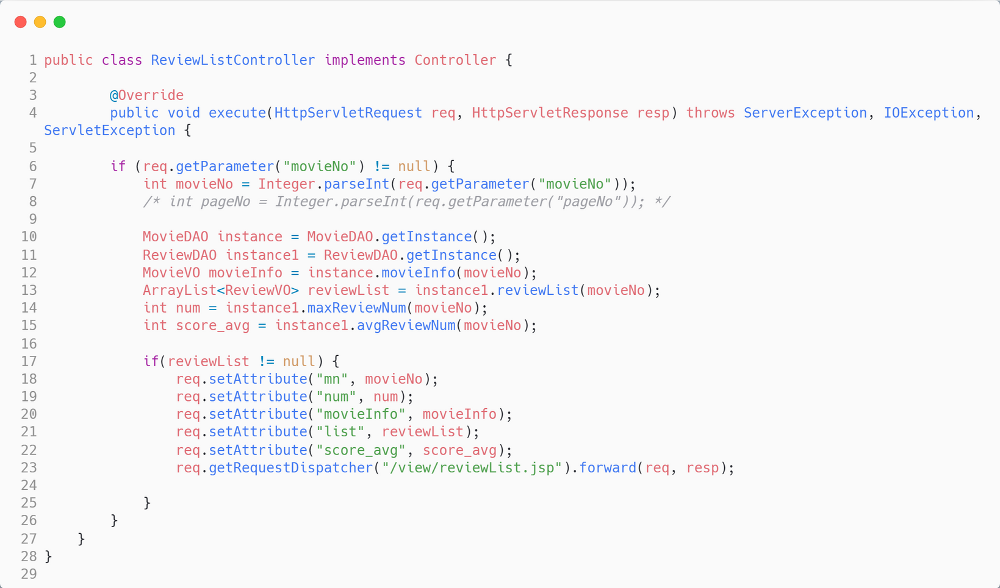 1 public class ReviewListController implements Controller {
2
3         @Override
4         public void execute(HttpServletRequest req, HttpServletResponse resp) throws ServerException, IOException,
ServletException {
5
6         if (req.getParameter("movieNo") != null) {
7             int movieNo = Integer.parseInt(req.getParameter("movieNo"));
8             /* int pageNo = Integer.parseInt(req.getParameter("pageNo")); */
9
10             MovieDAO instance = MovieDAO.getInstance();
11             ReviewDAO instance1 = ReviewDAO.getInstance();
12             MovieVO movieInfo = instance.movieInfo(movieNo);
13             ArrayList<ReviewVO> reviewList = instance1.reviewList(movieNo);
14             int num = instance1.maxReviewNum(movieNo);
15             int score_avg = instance1.avgReviewNum(movieNo);
16
17             if(reviewList != null) {
18                 req.setAttribute("mn", movieNo);
19                 req.setAttribute("num", num);
20                 req.setAttribute("movieInfo", movieInfo);
21                 req.setAttribute("list", reviewList);
22                 req.setAttribute("score_avg", score_avg);
23                 req.getRequestDispatcher("/view/reviewList.jsp").forward(req, resp);
24
25             }
26         }
27     }
28 }
29